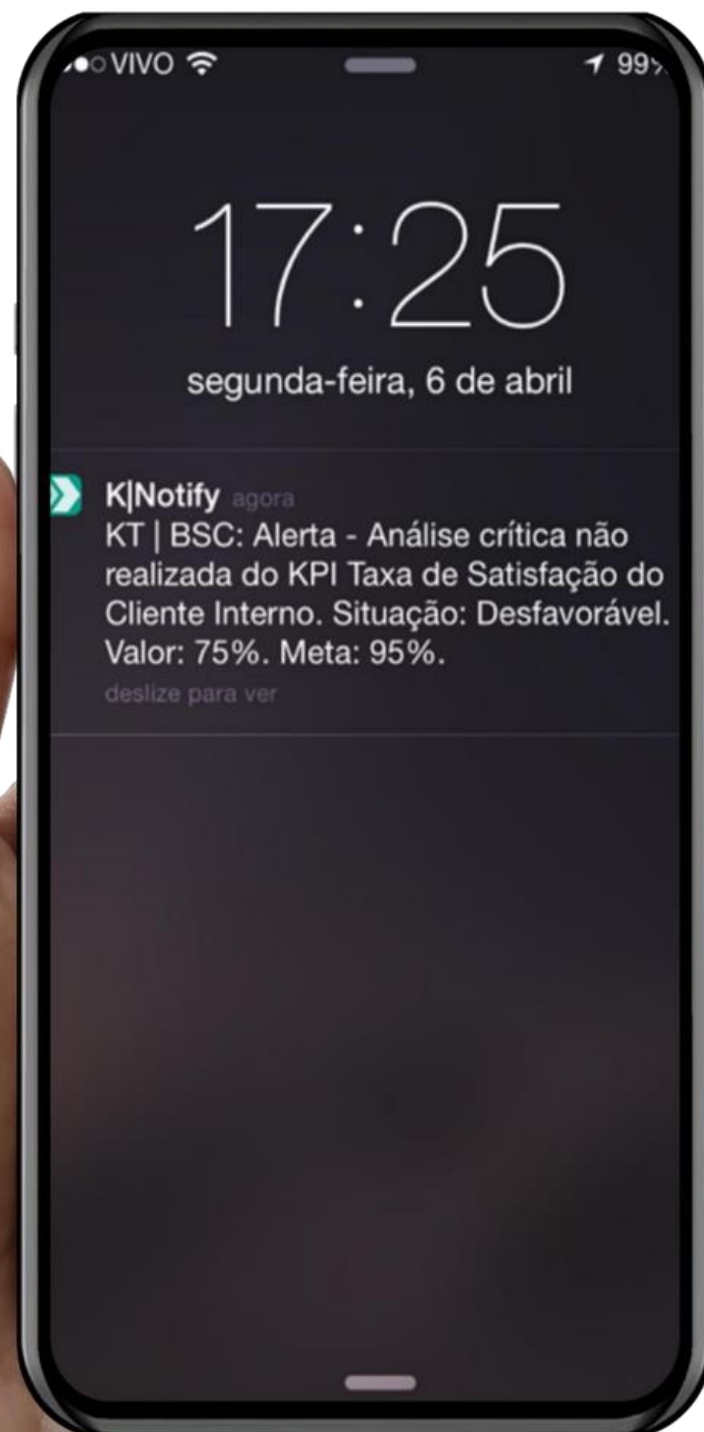 VIVO
99%
17:25
segunda-feira, 6 de abril
K|Notify agora
KT | BSC: Alerta - Análise crítica não
realizada do KPI Taxa de Satisfação do
Cliente Interno. Situação: Desfavorável.
Valor: 75%. Meta: 95%.
deslize para ver